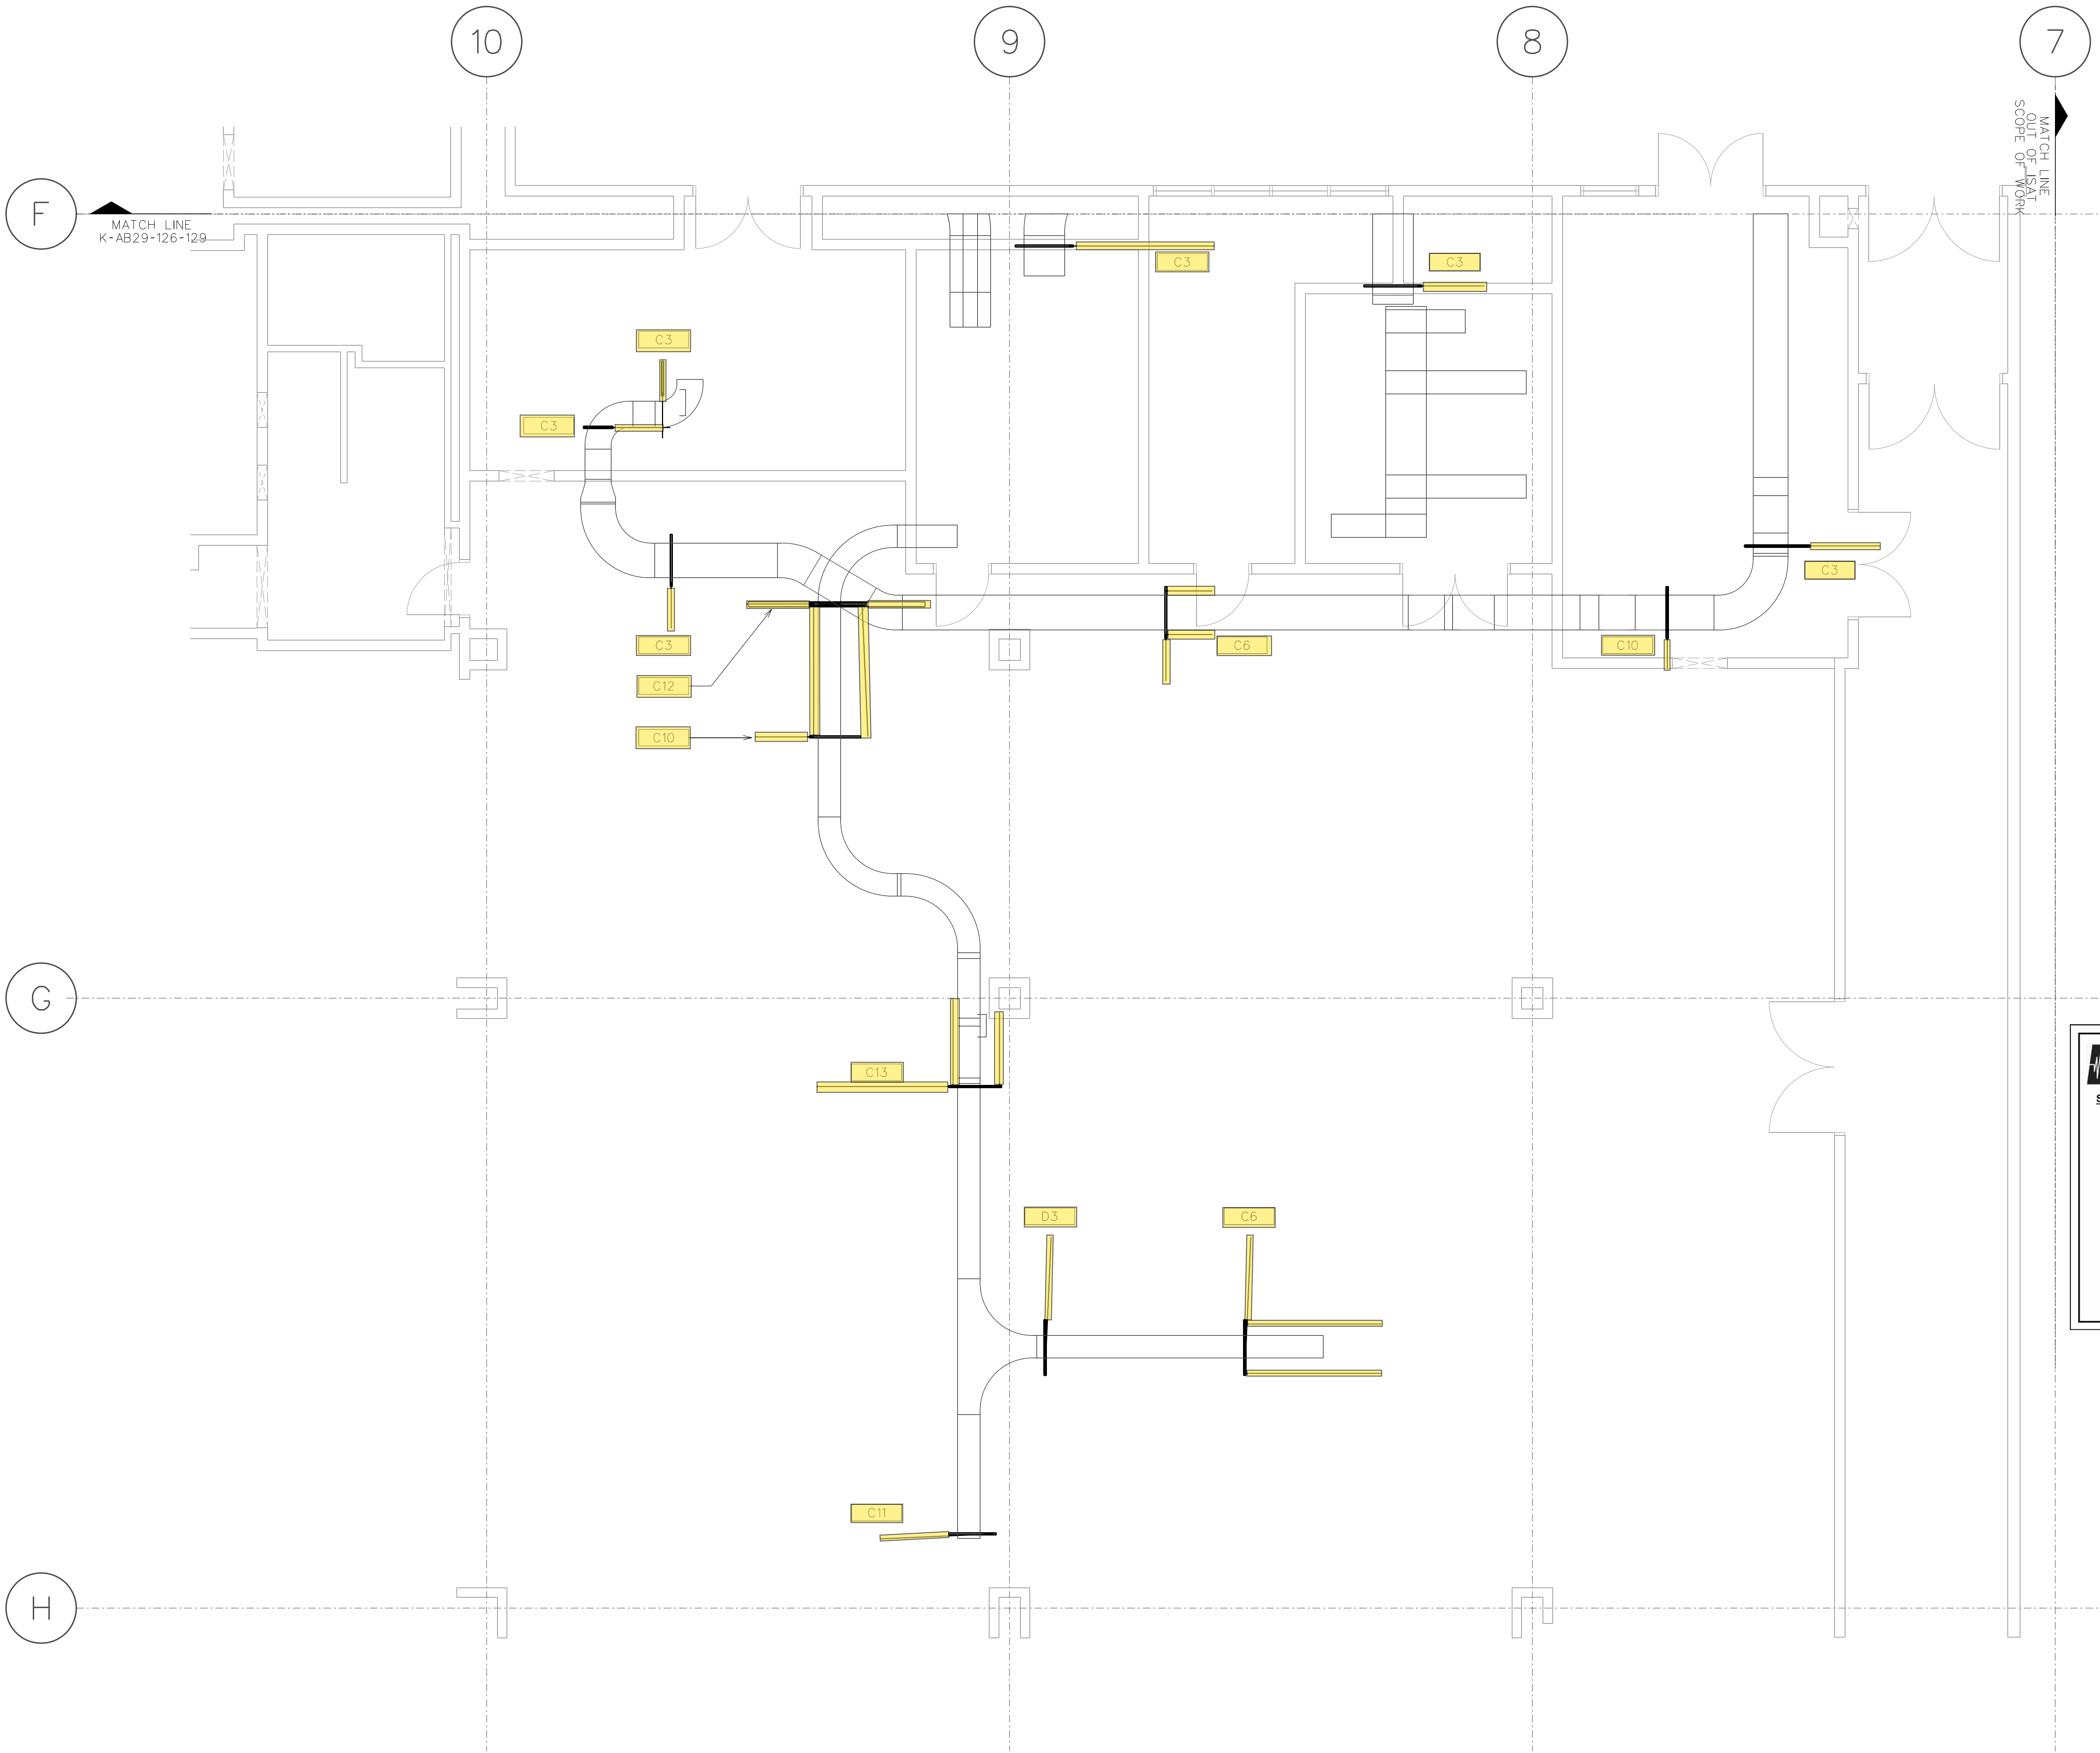 10
9
8
7
MATCH LINE
OUT OF ISAT
SCOPE OF WORK
F
MATCH LINE
K-AB29-126-129
C3
C3
C3
C3
C3
C3
C6
C10
C12
C10
G
C13
D3
C6
C11
H